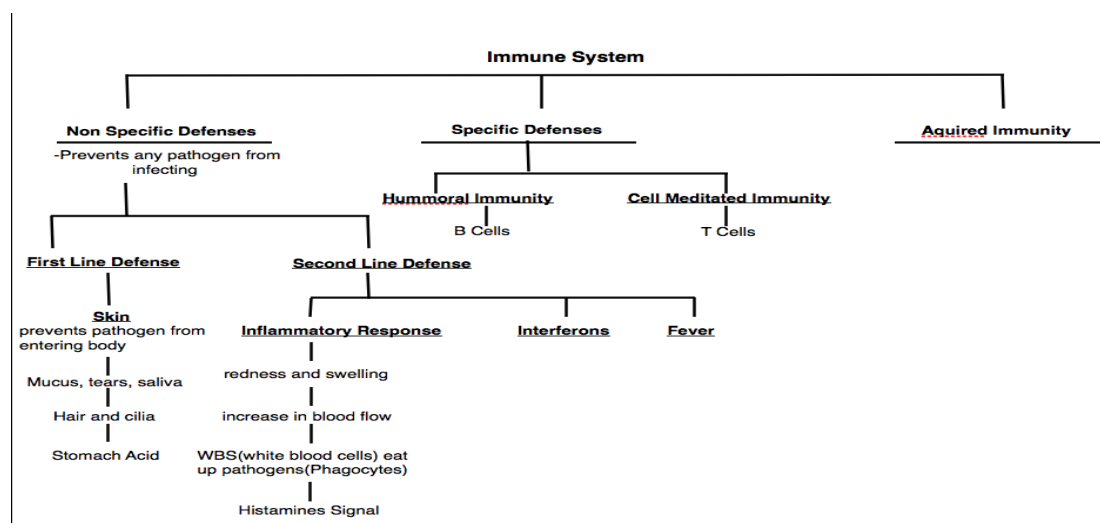 Immune System
Non Specific Defenses
Specific Defenses
Aquired Immunity
-Prevents any pathogen from
infecting
Hummoral Immunity
Cell Meditated Immunity
B Cells
T Cells
First Line Defense
Second Line Defense
Skin
prevents pathogen from
entering body
Inflammatory Response
Interferons
Fever
redness and swelling
Mucus, tears, saliva
Hair and cilia
increase in blood flow
Stomach Acid
WBS(white blood cells) eat
up pathogens(Phagocytes)
Histamines Signal